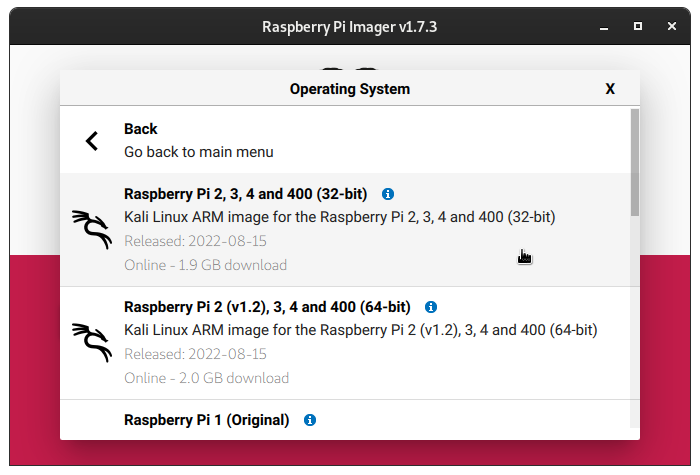 Raspberry Pi Imager v1.7.3
Operating System
X
Back
Go back to main menu
Raspberry Pi 2, 3, 4 and 400 (32-bit)
Kali Linux ARM image for the Raspberry Pi 2, 3, 4 and 400 (32-bit)
Released: 2022-08-15
Online - 1.9 GB download
Raspberry Pi 2 (v1.2), 3, 4 and 400 (64-bit)
Kali Linux ARM image for the Raspberry Pi 2 (v1.2), 3, 4 and 400 (64-bit)
Released: 2022-08-15
Online - 2.0 GB download
Raspberry Pi 1 (Original)